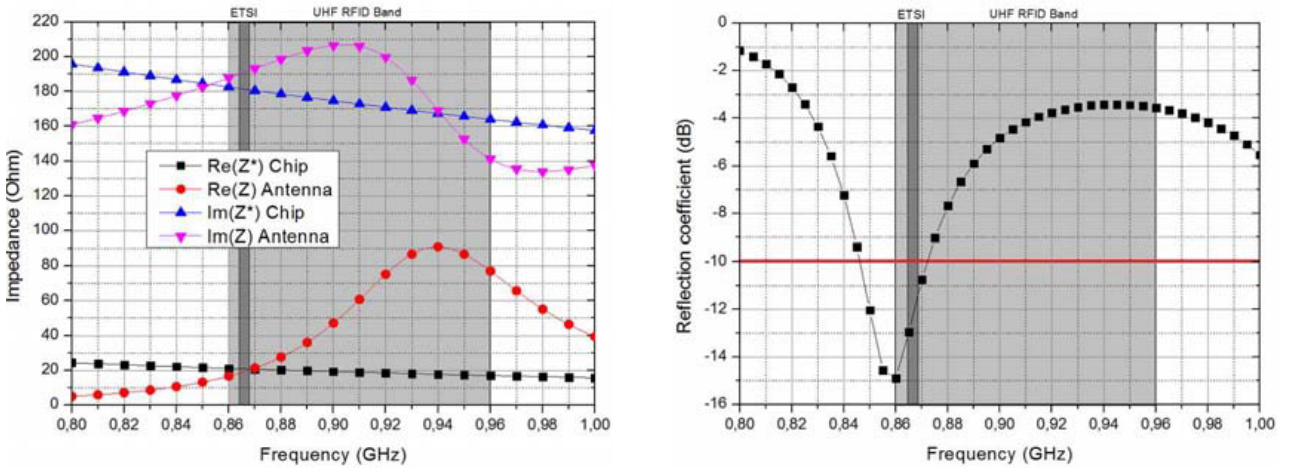 ETSI UHF RFID Band
220
200
180
160
140
120
100
80
60
40
20
0
Impedance (Ohm)
Re(Z*) Chip
Re(Z) Antenna
Im(Z*) Chip
Im(Z) Antenna
0,80 0,82 0,84 0,86 0,88 0,90 0,92 0,94 0,96 0,98 1,00
Frequency (GHz)
ETSI UHF RFID Band
0
-2
-4
-6
-8
-10
-12
-14
-16
Reflection coefficient (dB)
0,80 0,82 0,84 0,86 0,88 0,90 0,92 0,94 0,96 0,98 1,00
Frequency (GHz)